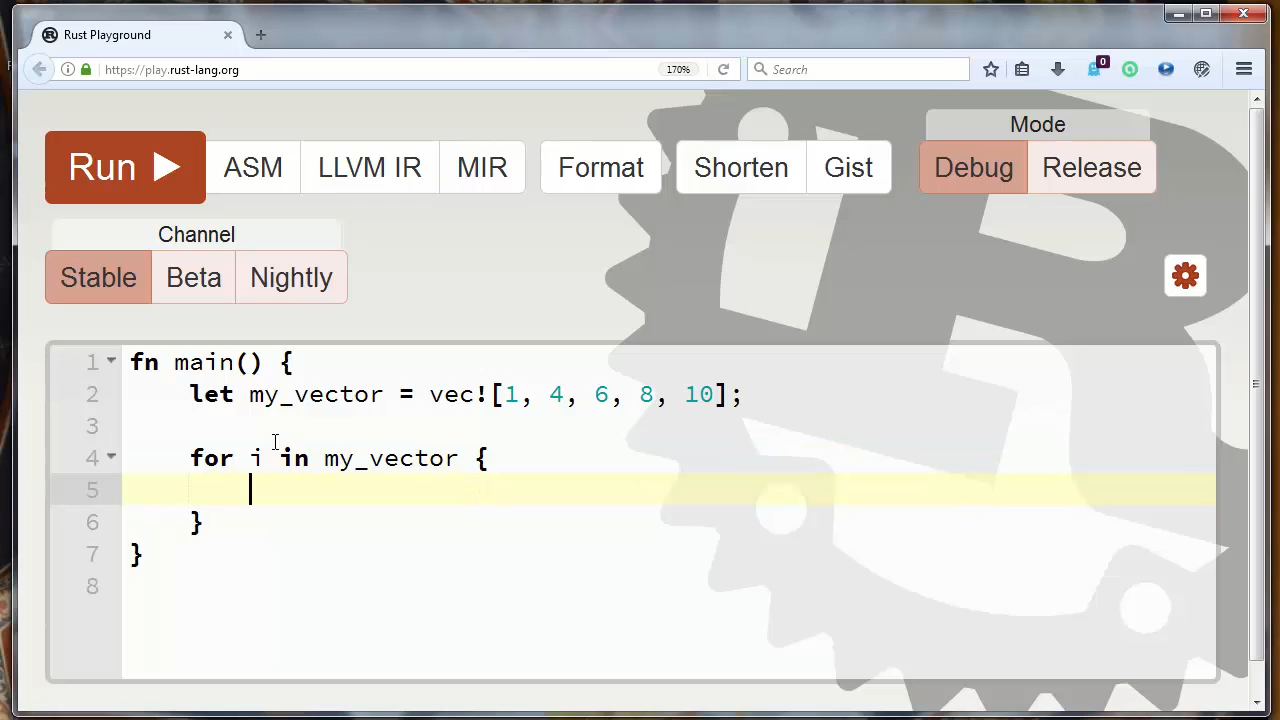 Rust Playground
https://play.rust-lang.org 170% Search 0
Mode
Run ASM LLVM IR MIR Format Shorten Gist Debug Release
Channel
Stable Beta Nightly
1 fn main() {
2     let my_vector = vec![1, 4, 6, 8, 10];
3
4     for i in my_vector {
5
6     }
7 }
8